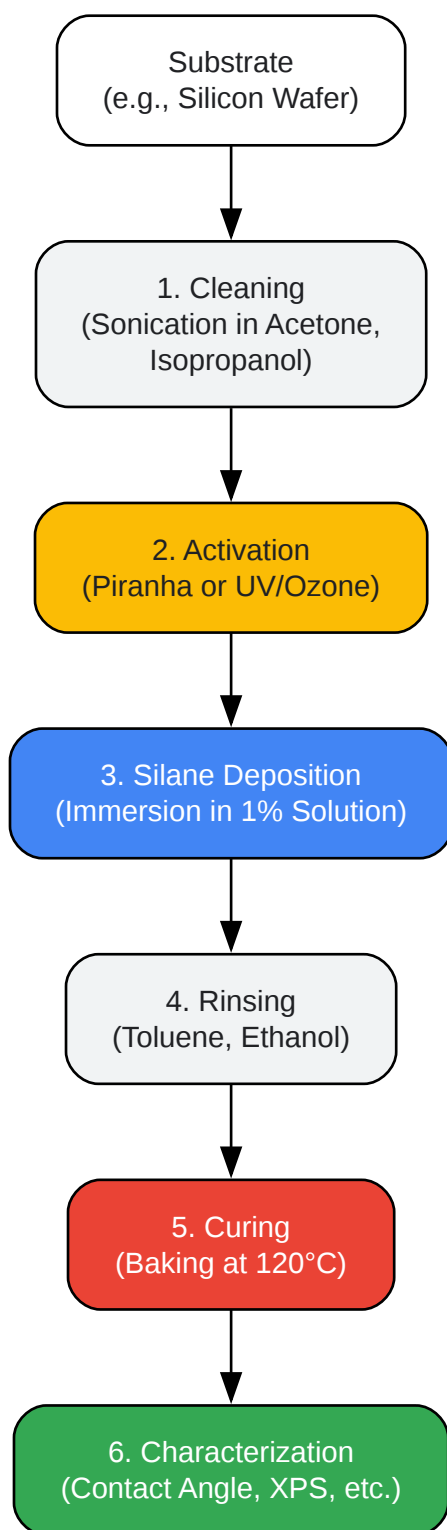 Substrate
(e.g., Silicon Wafer)
1. Cleaning
(Sonication in Acetone,
Isopropanol)
2. Activation
(Piranha or UV/Ozone)
3. Silane Deposition
(Immersion in 1% Solution)
4. Rinsing
(Toluene, Ethanol)
5. Curing
(Baking at 120°C)
6. Characterization
(Contact Angle, XPS, etc.)